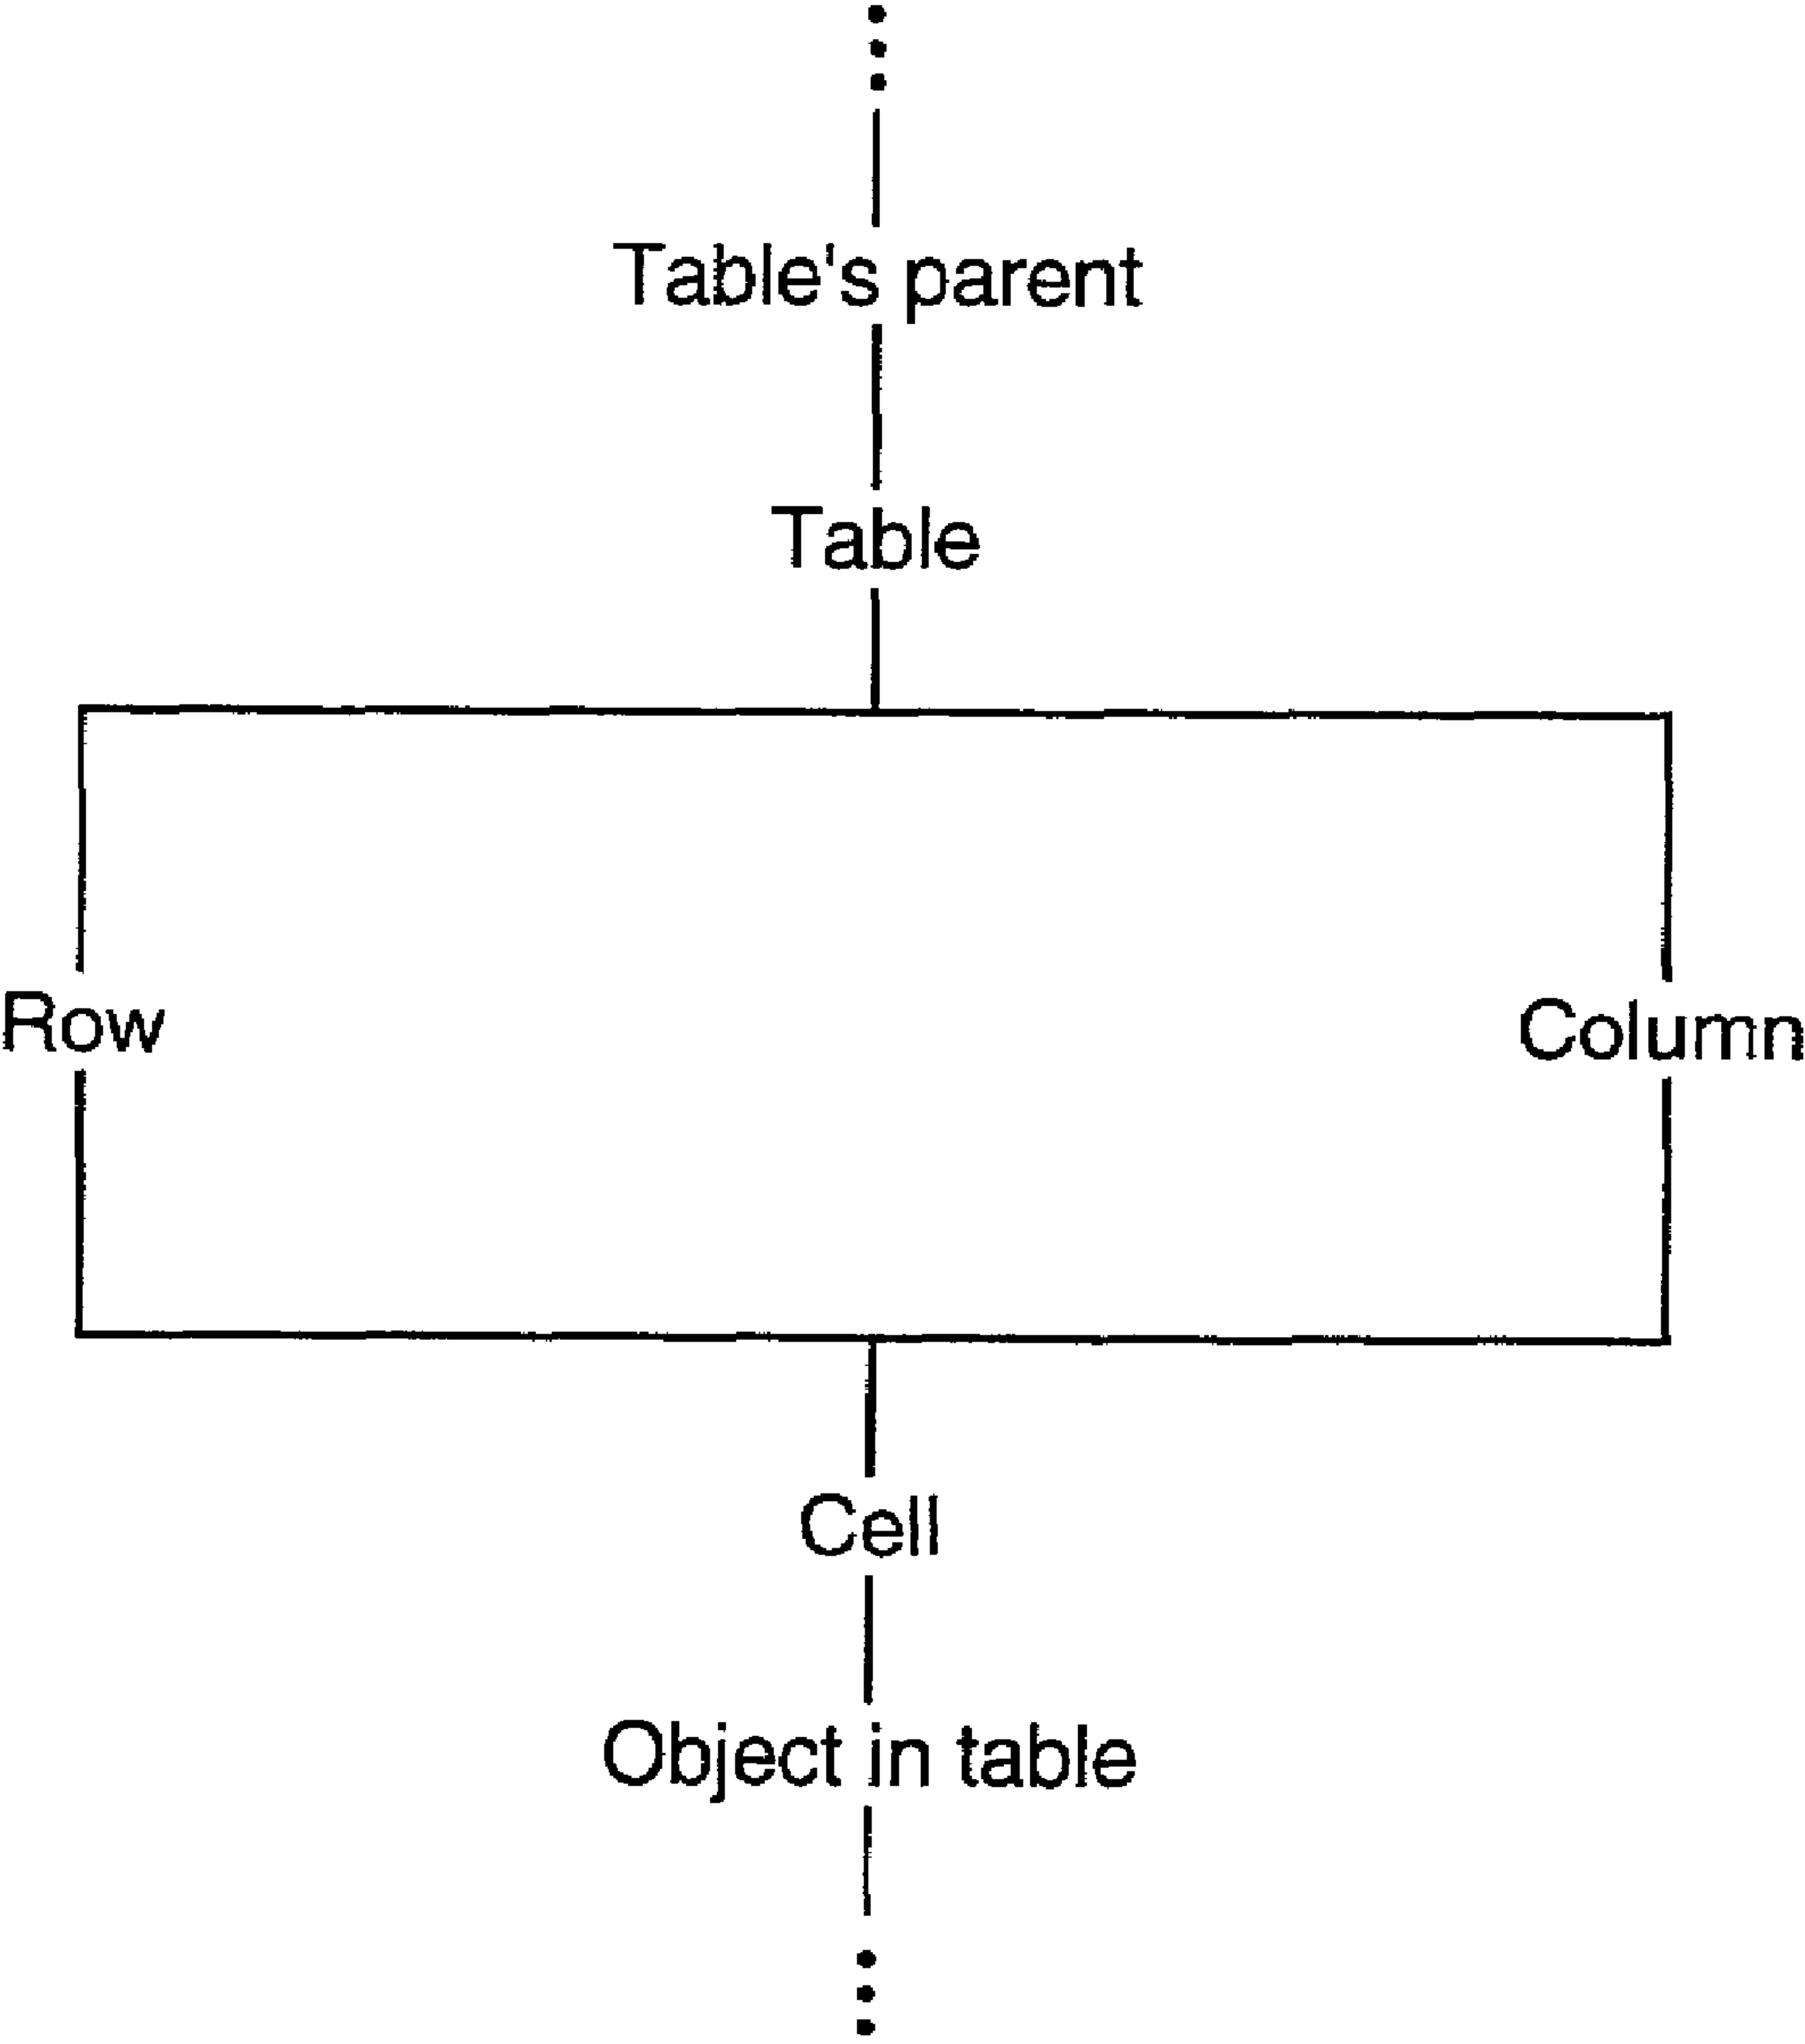 Table's parent
Table
Row
Column
Cell
Object in table